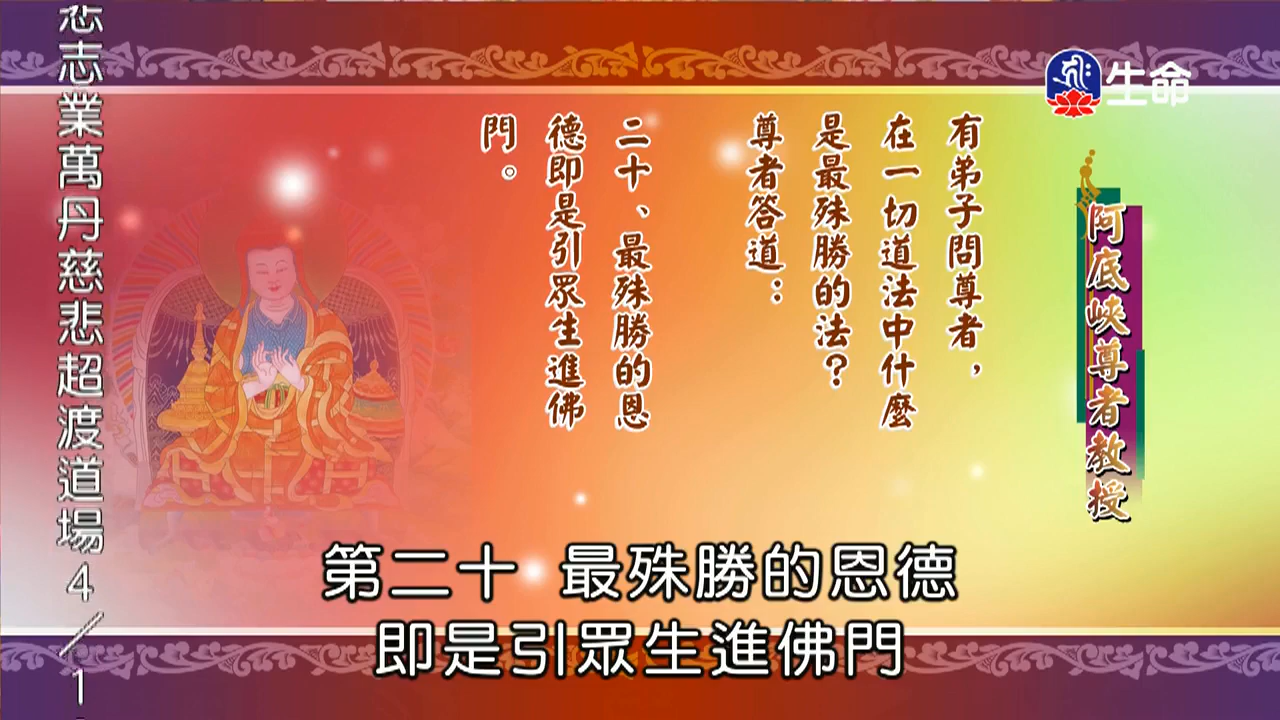 生命
阿底峽尊者教授
有弟子問尊者，
在一切道法中什麼
是最殊勝的法？
尊者答道：
二十、最殊勝的恩
德即是引眾生進佛
門。
志業萬丹慈悲超渡道場4／1
第二十 最殊勝的恩德
即是引眾生進佛門